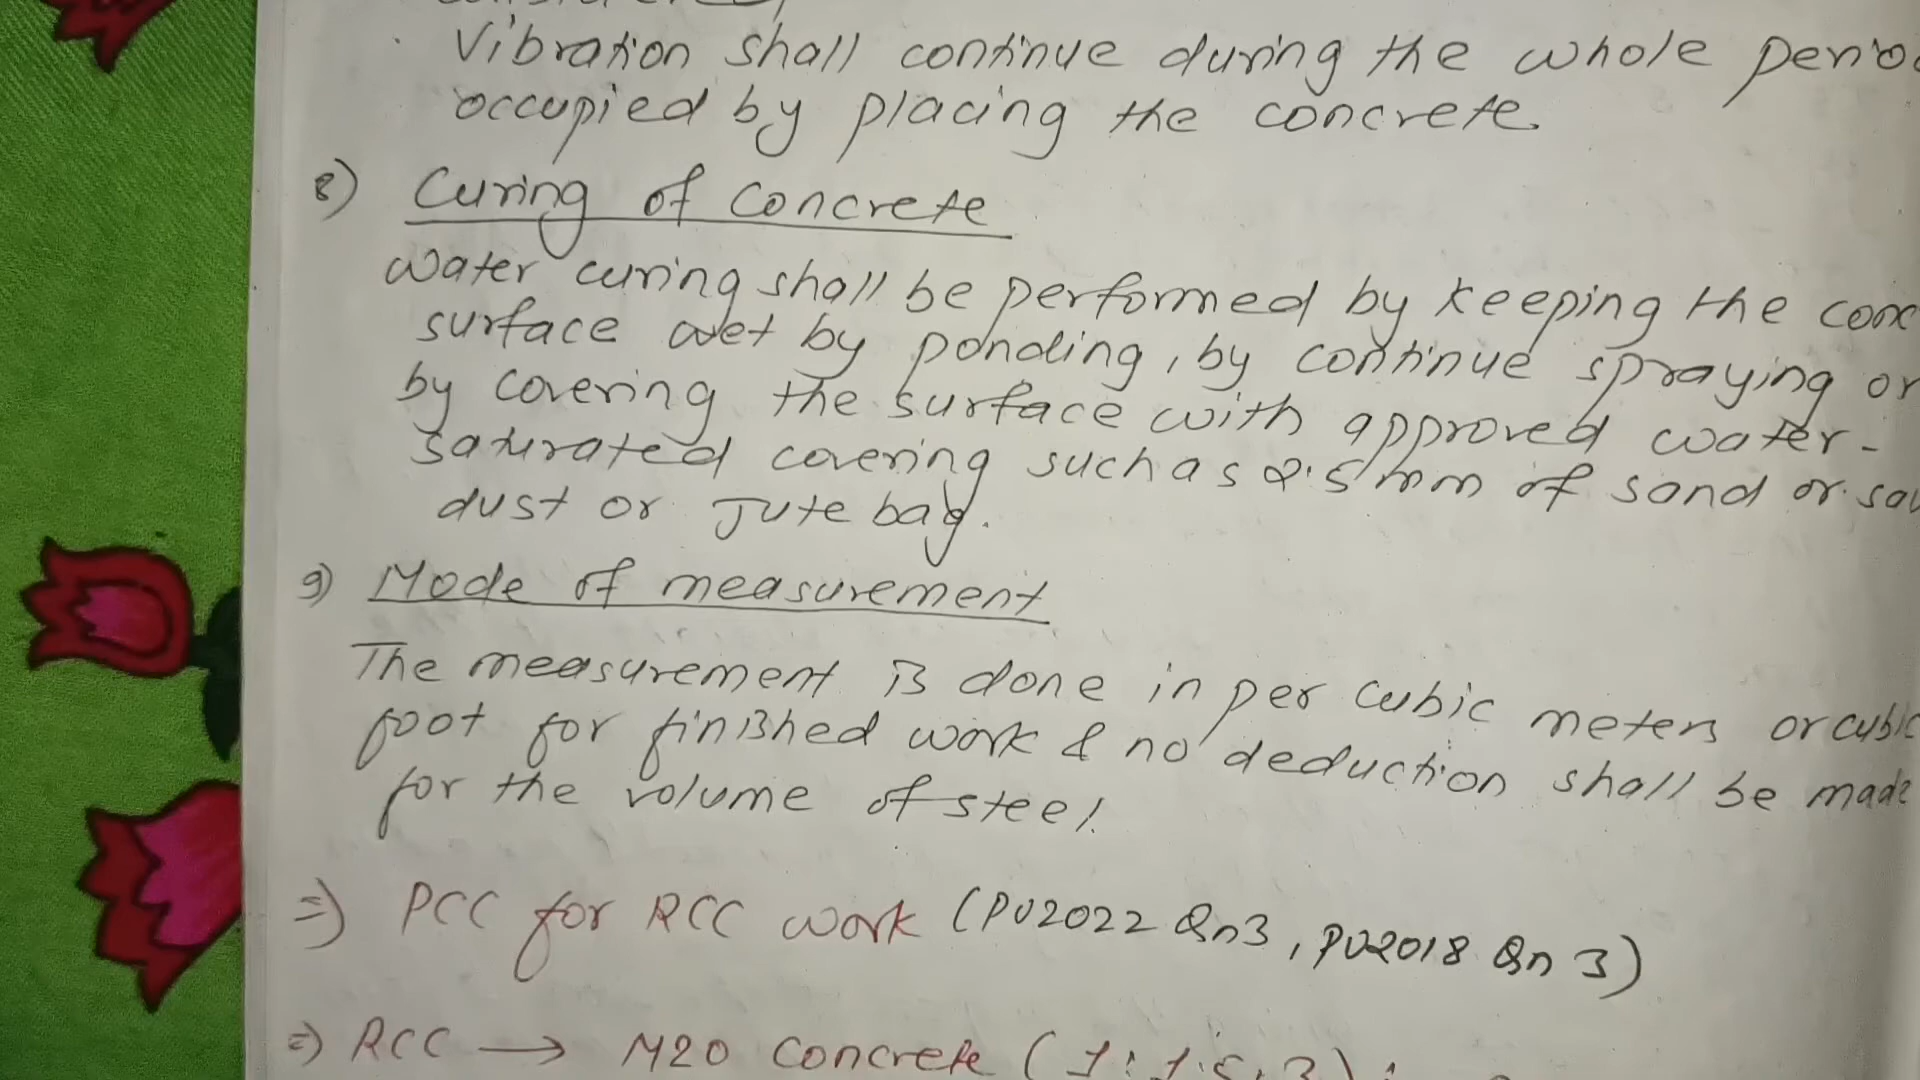 Vibration shall continue during the whole
occupied by placing the concrete.
8) Curing of concrete
Water curing shall be performed by keeping the conc
surface wet by ponding, by continue spraying or
by covering the surface with approved water-
saturated covering such as 2.5mm of sand or saw
dust or Jute bag.
9) Mode of measurement
The measurement is done in per cubic meters or cubic
foot for finished work & no deduction shall be made
for the volume of steel.
=> PCC for RCC work (PU2022 Qn3, PU2018 Qn 3)
=> RCC → M20 concrete (1:1.5:3)